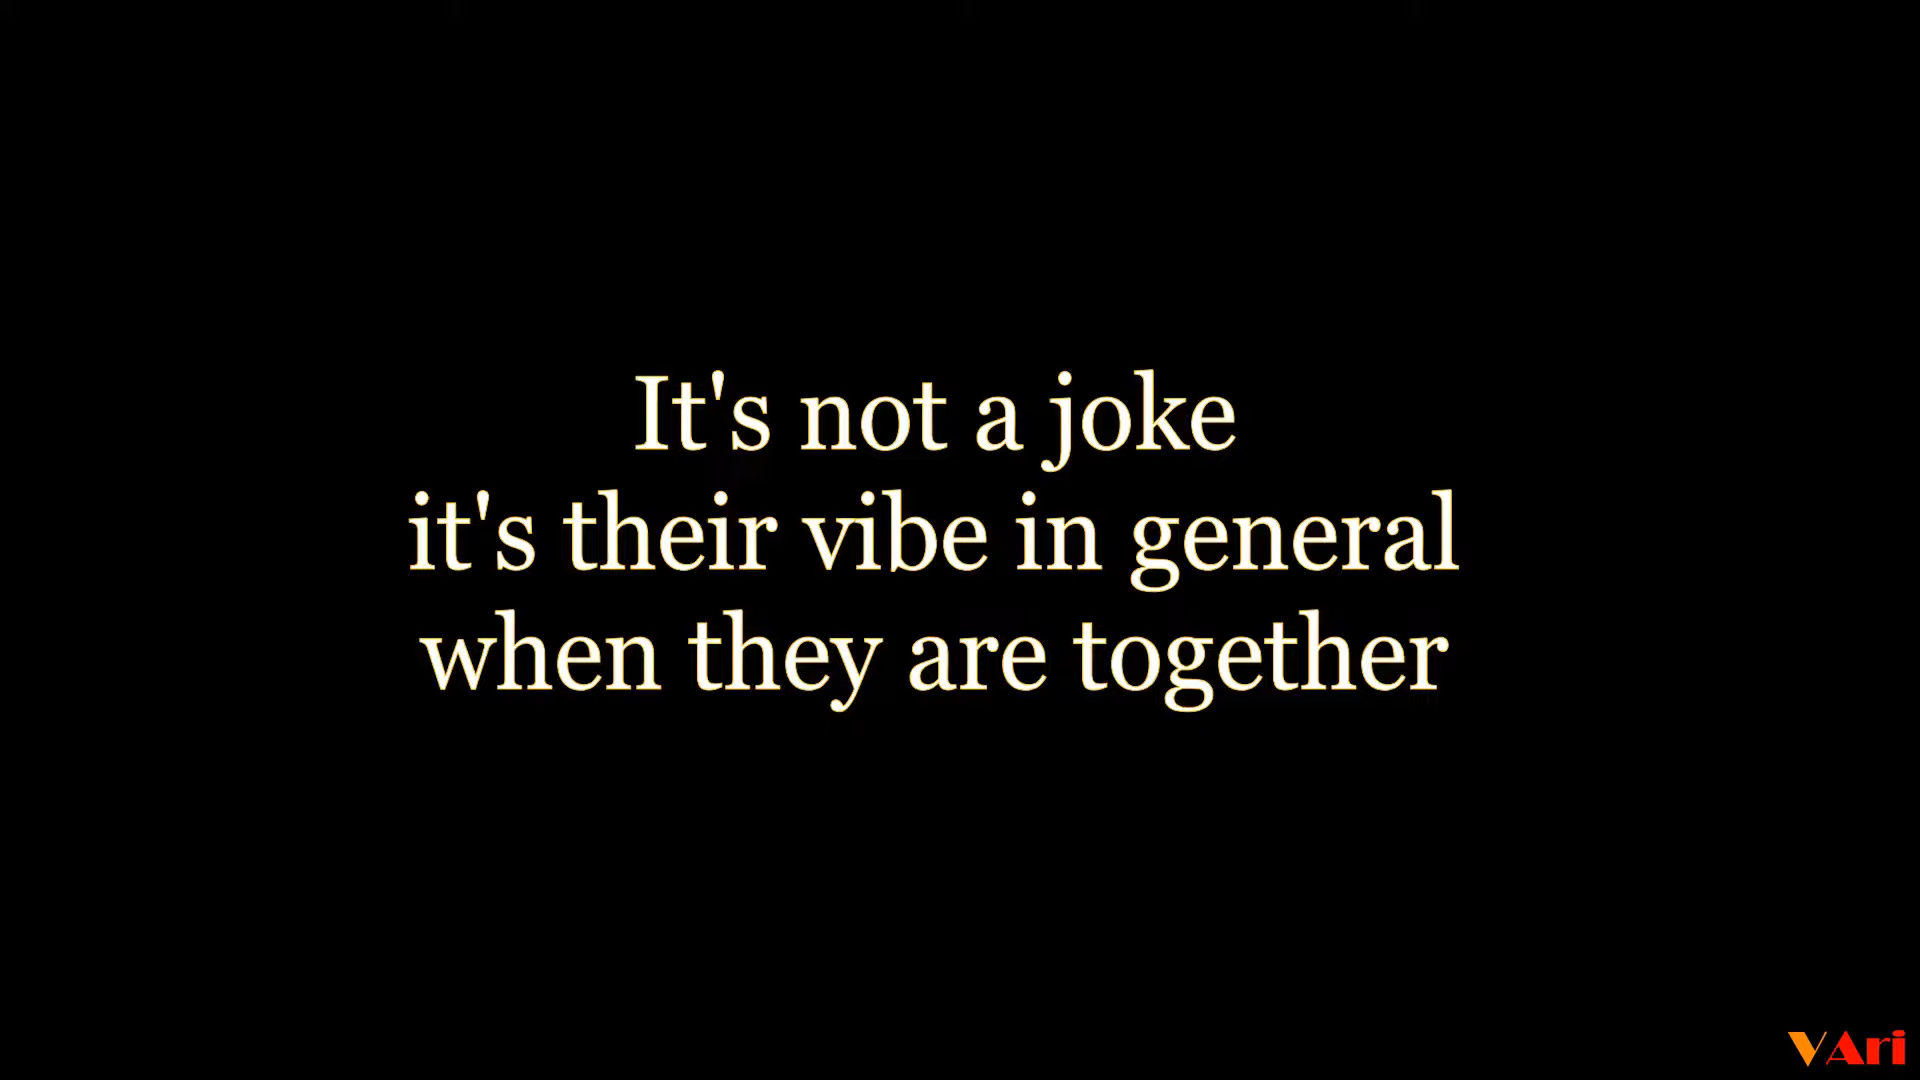 It's not a joke
it's their vibe in general
when they are together
VAri